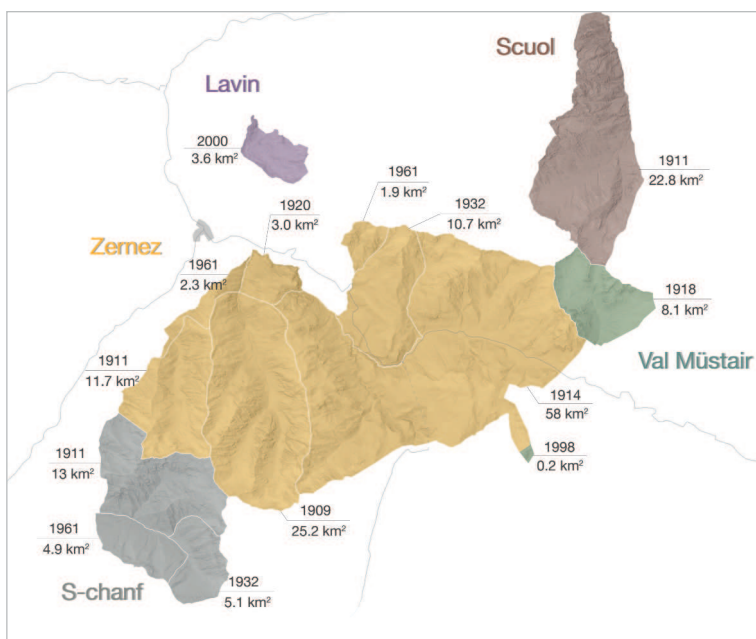 Scuol
Lavin
2000
3.6 km²
1961
1.9 km²
1911
22.8 km²
1920
3.0 km²
1932
10.7 km²
Zernez
1961
2.3 km²
1918
8.1 km²
Val Müstair
1911
11.7 km²
1914
58 km²
1911
13 km²
1998
0.2 km²
1909
25.2 km²
1961
4.9 km²
S-chanf
1932
5.1 km²